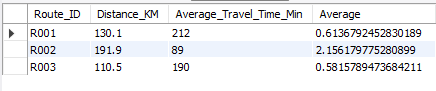 Route_ID Distance_KM Average_Travel_Time_Min Average
R001 130.1 212 0.6136792452830189
R002 191.9 89 2.156179775280899
R003 110.5 190 0.5815789473684211